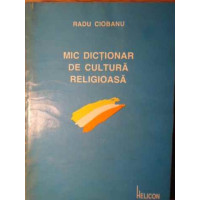 RADU CIOBANU
MIC DICȚIONAR
DE CULTURĂ
RELIGIOASĂ
HELICON